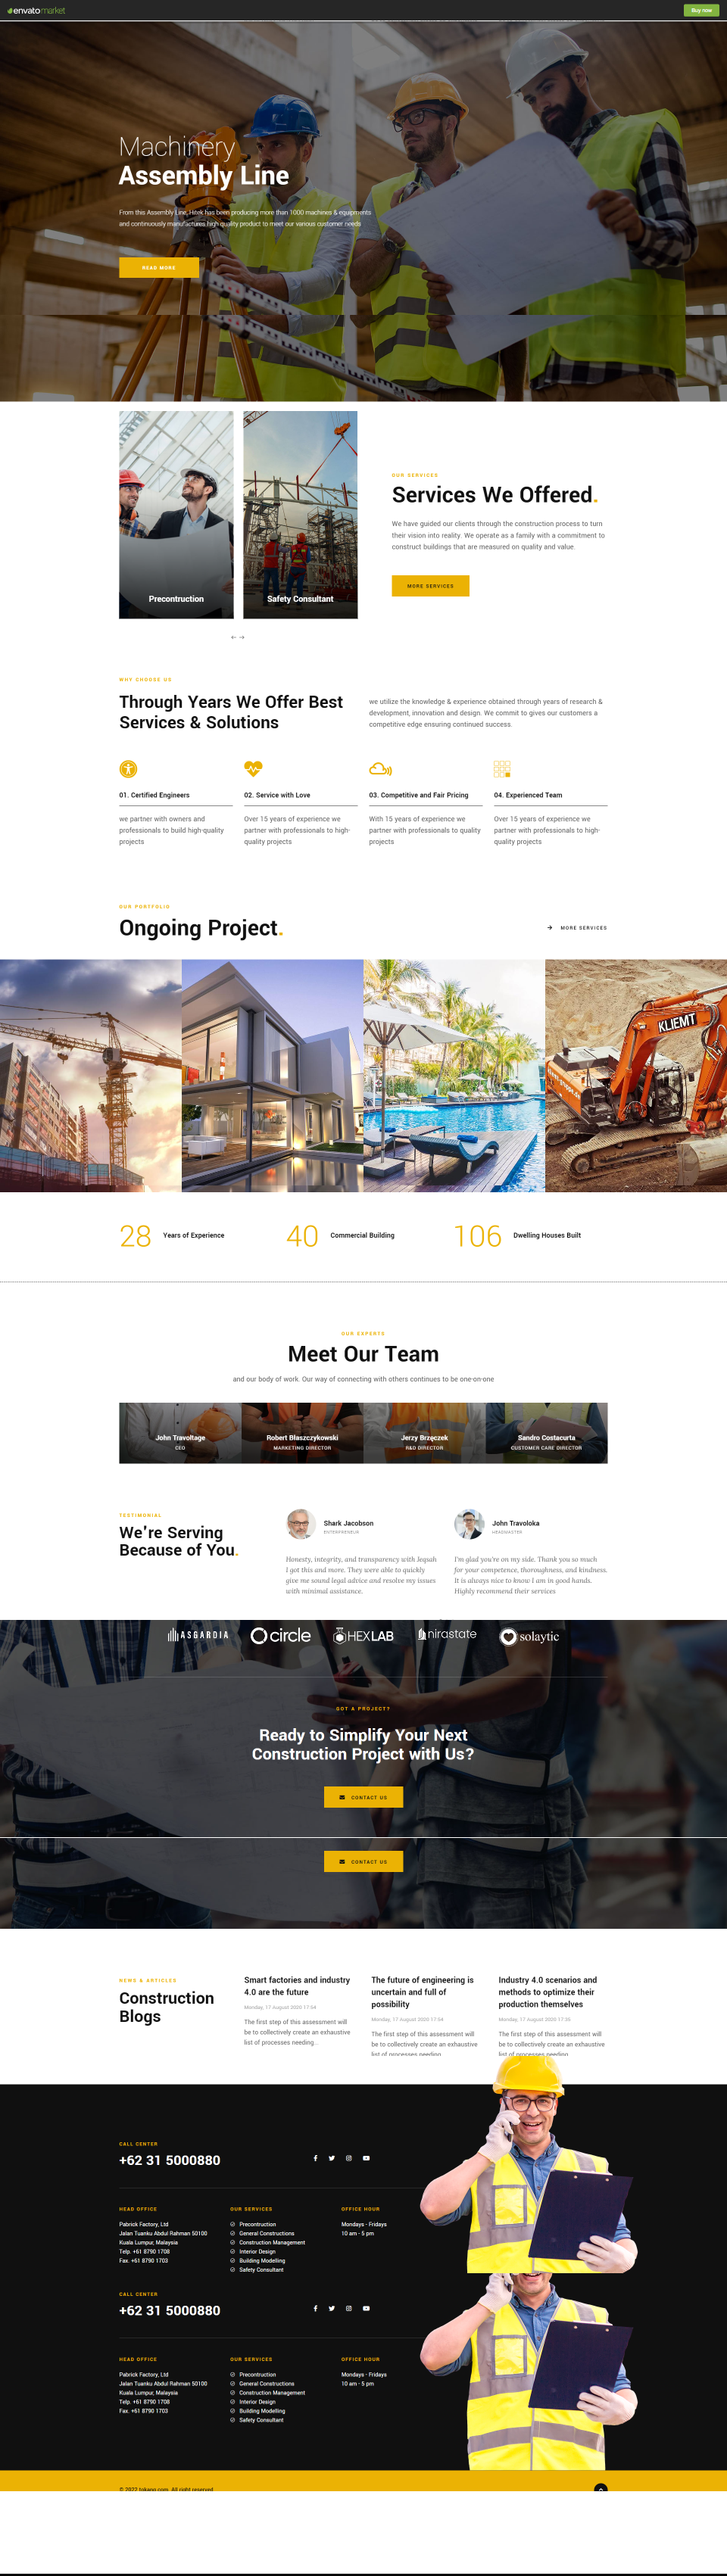 envatomarket
Buy now
Machinery
Assembly Line
From this Assembly Line, Hitek has been producing more than 1000 machines & equipments
and continuously manufactures high quality product to meet our various customer needs
READ MORE
Precontruction
Safety Consultant
OUR SERVICES
Services We Offered.
We have guided our clients through the construction process to turn
their vision into reality. We operate as a family with a commitment to
construct buildings that are measured on quality and value.
MORE SERVICES
WHY CHOOSE US
Through Years We Offer Best
Services & Solutions
we utilize the knowledge & experience obtained through years of research &
development, innovation and design. We commit to gives our customers a
competitive edge ensuring continued success.
01. Certified Engineers
we partner with owners and
professionals to build high-quality
projects
02. Service with Love
Over 15 years of experience we
partner with professionals to high-
quality projects
03. Competitive and Fair Pricing
With 15 years of experience we
partner with professionals to quality
projects
04. Experienced Team
Over 15 years of experience we
partner with professionals to high-
quality projects
OUR PORTFOLIO
Ongoing Project.
MORE SERVICES
KLIEMT
28
Years of Experience
40
Commercial Building
106
Dwelling Houses Built
OUR EXPERTS
Meet Our Team
and our body of work. Our way of connecting with others continues to be one-on-one
John Travoltage
CEO
Robert Błaszczykowski
MARKETING DIRECTOR
Jerzy Brzęczek
R&D DIRECTOR
Sandro Costacurta
CUSTOMER CARE DIRECTOR
TESTIMONIAL
We're Serving
Because of You.
Shark Jacobson
ENTERPRENEUR
Honesty, integrity, and transparency with Jequah
I got this and more. They were able to quickly
give me sound legal advice and resolve my issues
with minimal assistance.
John Travoloka
HEADMASTER
I'm glad you're on my side. Thank you so much
for your competence, thoroughness, and kindness.
It is always nice to know I am in good hands.
Highly recommend their services
ASGARDIA
circle
HEXLAB
nirastate
solaytic
GOT A PROJECT?
Ready to Simplify Your Next
Construction Project with Us?
CONTACT US
CONTACT US
NEWS & ARTICLES
Construction
Blogs
Smart factories and industry
4.0 are the future
Monday, 17 August 2020 17:54
The first step of this assessment will
be to collectively create an exhaustive
list of processes needing
The future of engineering is
uncertain and full of
possibility
Monday, 17 August 2020 17:54
The first step of this assessment will
be to collectively create an exhaustive
list of processes needing
Industry 4.0 scenarios and
methods to optimize their
production themselves
Monday, 17 August 2020 17:35
The first step of this assessment will
be to collectively create an exhaustive
list of processes needing
CALL CENTER
+62 31 5000880
HEAD OFFICE
Pabrick Factory, Ltd
Jalan Tuanku Abdul Rahman 50100
Kuala Lumpur, Malaysia
Telp. +61 8790 1708
Fax. +61 8790 1703
OUR SERVICES
Precontruction
General Constructions
Construction Management
Interior Design
Building Modelling
Safety Consultant
OFFICE HOUR
Mondays - Fridays
10 am - 5 pm
CALL CENTER
+62 31 5000880
HEAD OFFICE
Pabrick Factory, Ltd
Jalan Tuanku Abdul Rahman 50100
Kuala Lumpur, Malaysia
Telp. +61 8790 1708
Fax. +61 8790 1703
OUR SERVICES
Precontruction
General Constructions
Construction Management
Interior Design
Building Modelling
Safety Consultant
OFFICE HOUR
Mondays - Fridays
10 am - 5 pm
© 2022 tokang.com. All right reserved